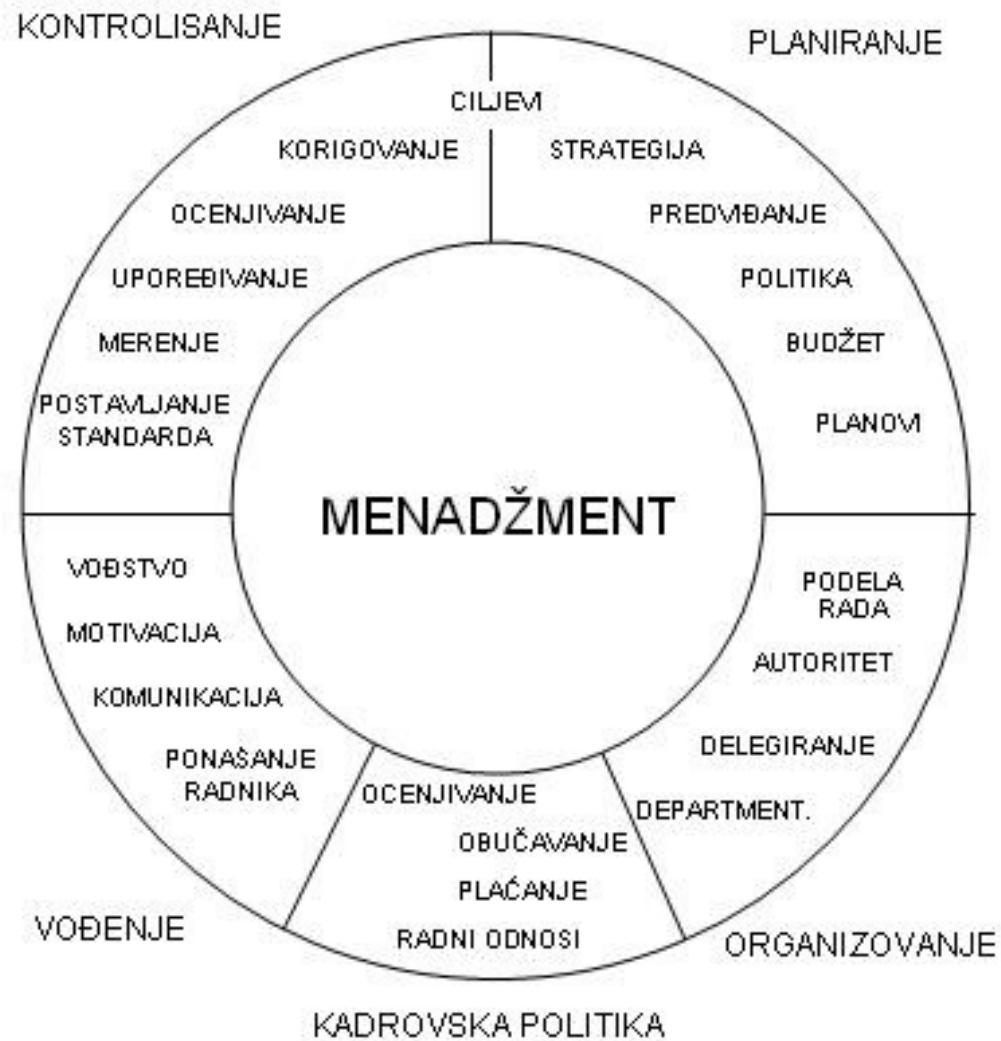 KONTROLISANJE
PLANIRANJE
CILJEVI
KORIGOVANJE
STRATEGIJA
OCENJIVANJE
PREDVIĐANJE
UPOREĐIVANJE
POLITIKA
MERENJE
BUDŽET
POSTAVLJANJE
STANDARDA
PLANOVI
MENADŽMENT
VOĐSTVO
PODELA
RADA
MOTIVACIJA
AUTORITET
KOMUNIKACIJA
DELEGIRANJE
PONAŠANJE
RADNIKA
OCENJIVANJE
DEPARTMENT.
OBUČAVANJE
PLAĆANJE
RADNI ODNOSI
VOĐENJE
ORGANIZOVANJE
KADROVSKA POLITIKA